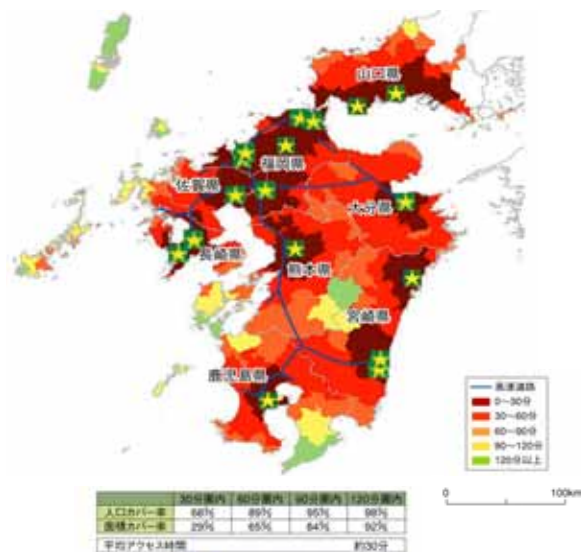 山口県
福岡県
佐賀県
大分県
長崎県
熊本県
宮崎県
鹿児島県
高速道路
0～30分
30～60分
60～90分
90～120分
120分以上
0 100km
30分圏内 60分圏内 90分圏内 120分圏内
人口カバー率 68% 89% 95% 98%
面積カバー率 29% 65% 84% 92%
平均アクセス時間 約30分